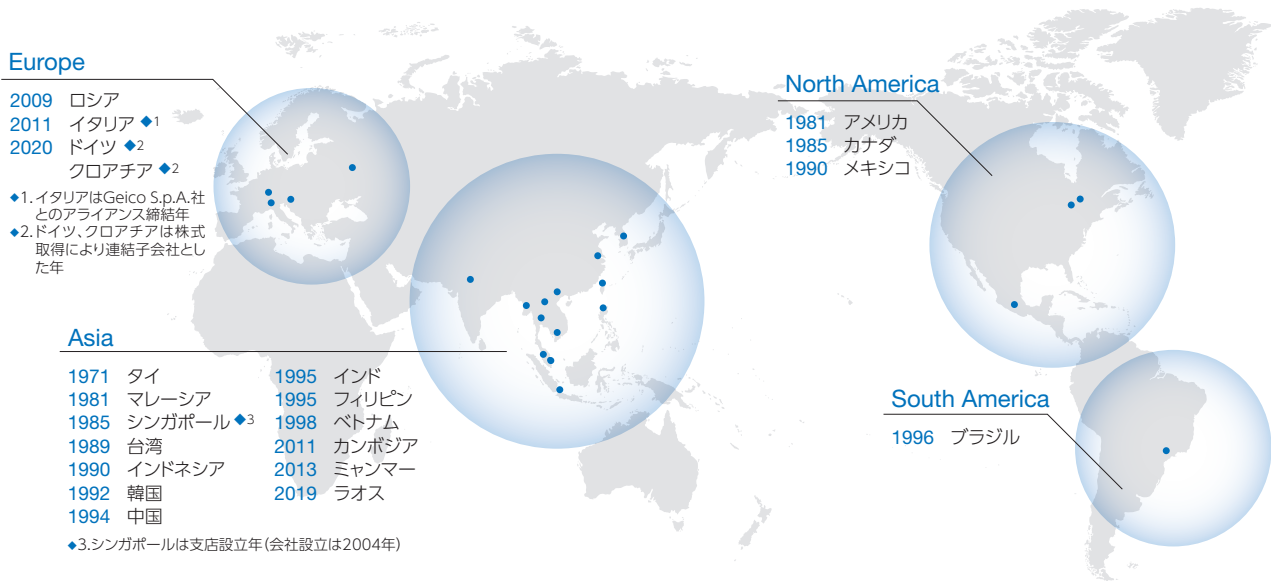 Europe
2009 ロシア
2011 イタリア ◆1
2020 ドイツ ◆2
クロアチア ◆2
◆1.イタリアはGeico S.p.A.社
とのアライアンス締結年
◆2.ドイツ、クロアチアは株式
取得により連結子会社とし
た年
Asia
1971 タイ
1981 マレーシア
1985 シンガポール ◆3
1989 台湾
1990 インドネシア
1992 韓国
1994 中国
1995 インド
1995 フィリピン
1998 ベトナム
2011 カンボジア
2013 ミャンマー
2019 ラオス
◆3.シンガポールは支店設立年(会社設立は2004年)
North America
1981 アメリカ
1985 カナダ
1990 メキシコ
South America
1996 ブラジル